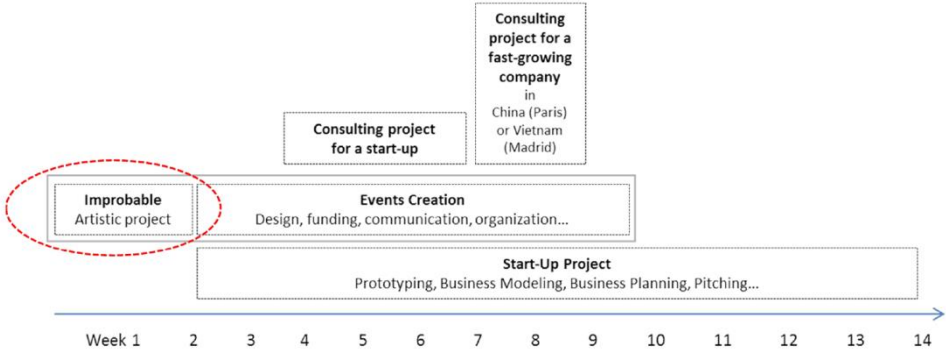 Consulting
project for a
fast-growing
company
in
China (Paris)
or Vietnam
(Madrid)
Consulting project
for a start-up
Improbable
Artistic project
Events Creation
Design, funding, communication, organization...
Start-Up Project
Prototyping, Business Modeling, Business Planning, Pitching...
Week 1 2 3 4 5 6 7 8 9 10 11 12 13 14